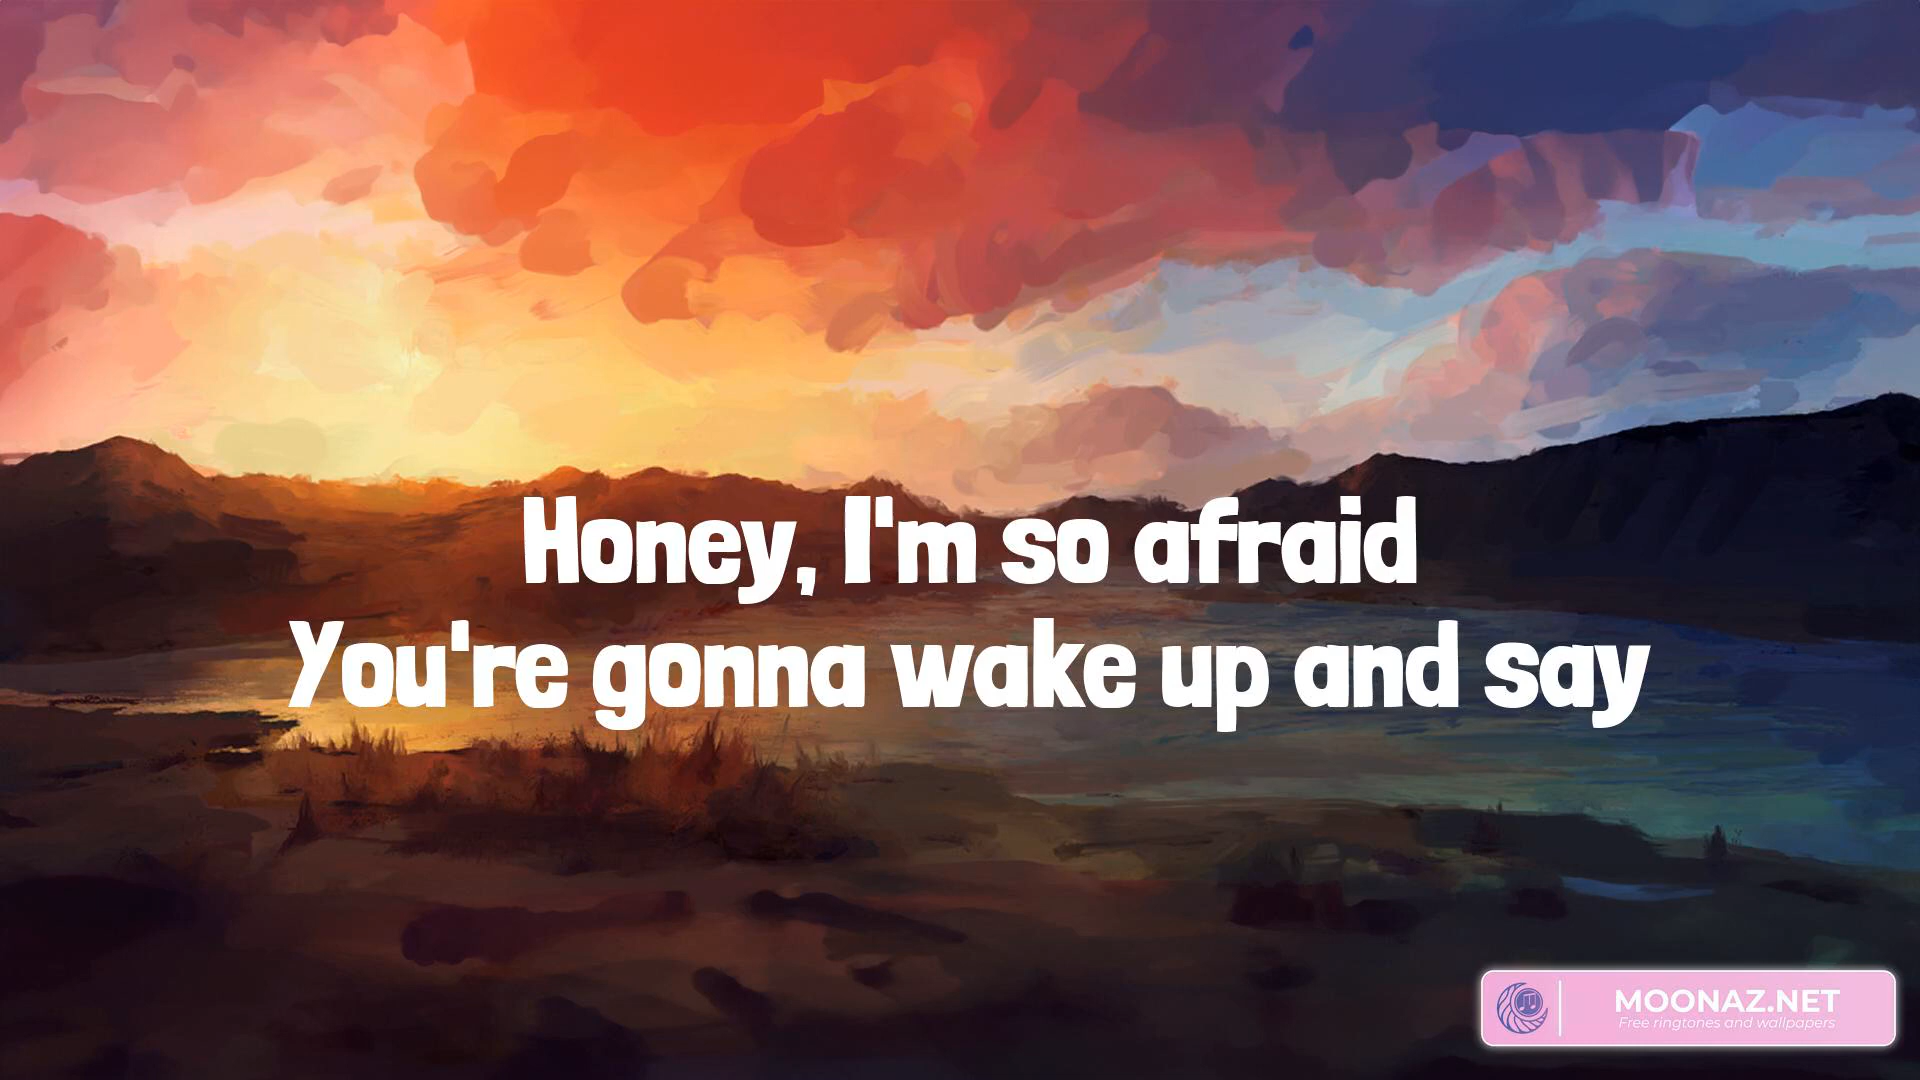 Honey, I'm so afraid
You're gonna wake up and say
MOONAZ.NET
Free ringtones and wallpapers